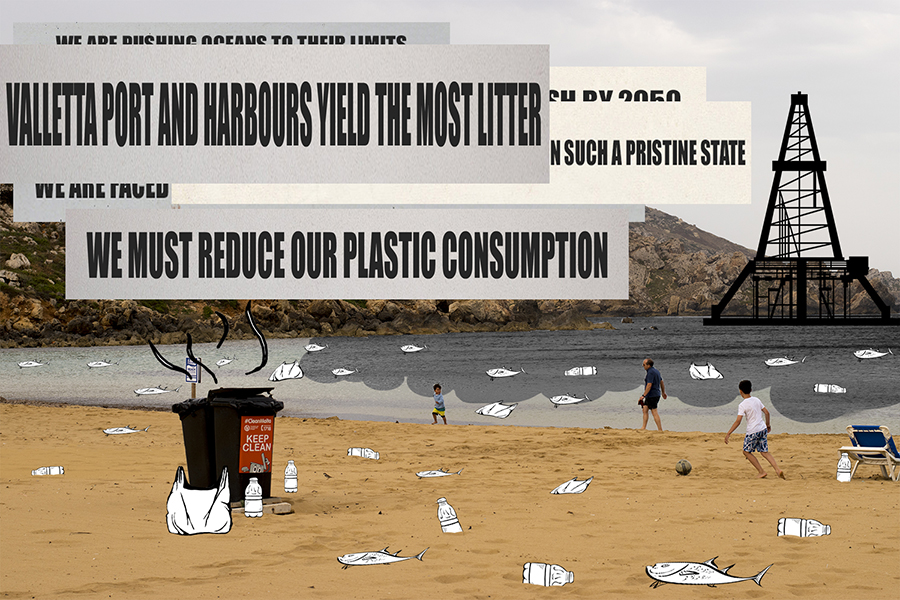 WE ARE PUSHING OCEANS TO THEIR LIMITS
VALLETTA PORT AND HARBOURS YIELD THE MOST LITTER
BY 2050
SUCH A PRISTINE STATE
WE ARE FACED
WE MUST REDUCE OUR PLASTIC CONSUMPTION
#CleanMalta
KEEP
CLEAN